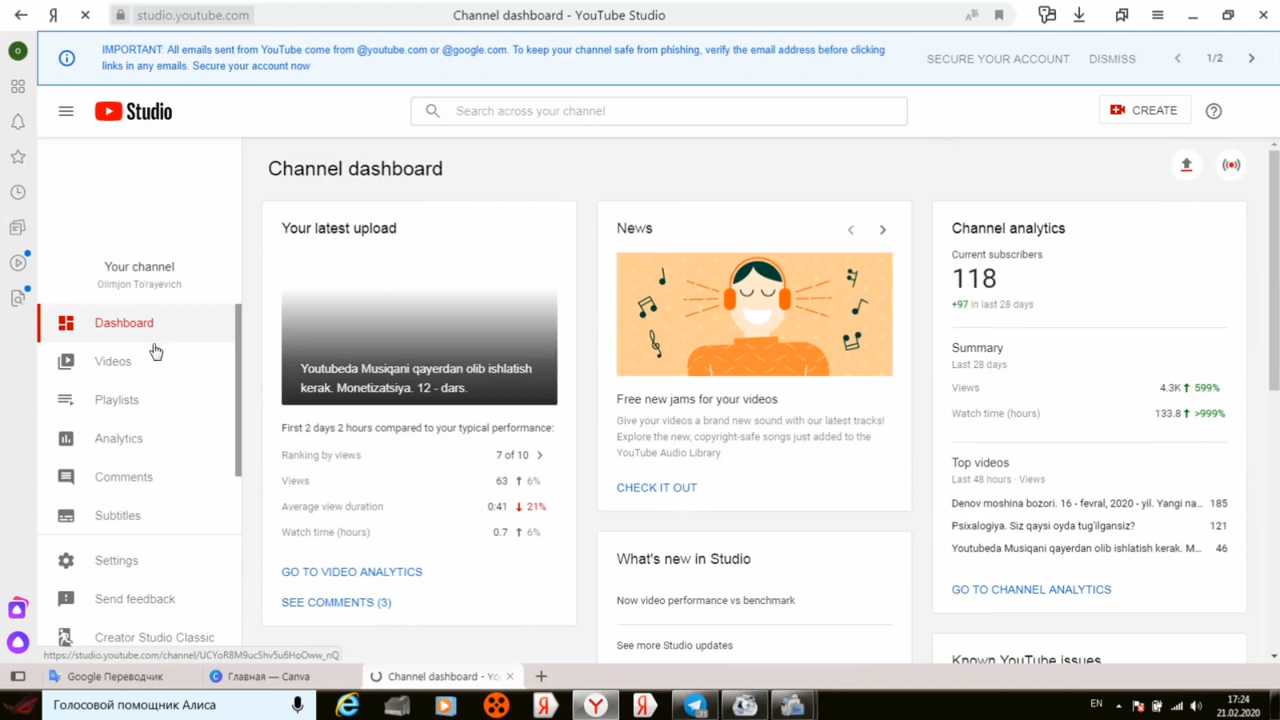 studio.youtube.com
Channel dashboard - YouTube Studio
IMPORTANT: All emails sent from YouTube come from @youtube.com or @google.com. To keep your channel safe from phishing, verify the email address before clicking
links in any emails. Secure your account now
SECURE YOUR ACCOUNT
DISMISS
1/2
Studio
Search across your channel
CREATE
Channel dashboard
Your channel
Olimjon To'rayevich
Dashboard
Videos
Playlists
Analytics
Comments
Subtitles
Settings
Send feedback
Creator Studio Classic
Your latest upload
Youtubeda Musiqani qayerdan olib ishlatish
kerak. Monetizatsiya. 12 - dars.
First 2 days 2 hours compared to your typical performance:
Ranking by views 7 of 10
Views 63 6%
Average view duration 0:41 21%
Watch time (hours) 0.7 6%
GO TO VIDEO ANALYTICS
SEE COMMENTS (3)
News
Free new jams for your videos
Give your videos a brand new sound with our latest tracks!
Explore the new, copyright-safe songs just added to the
YouTube Audio Library
CHECK IT OUT
What's new in Studio
Now video performance vs benchmark
See more Studio updates
Channel analytics
Current subscribers
118
+97 in last 28 days
Summary
Last 28 days
Views 4.3K 599%
Watch time (hours) 133.8 >999%
Top videos
Last 48 hours · Views
Denov moshina bozori. 16 - fevral, 2020 - yil. Yangi na... 185
Psixalogiya. Siz qaysi oyda tug'ilgansiz? 121
Youtubeda Musiqani qayerdan olib ishlatish kerak. M... 46
GO TO CHANNEL ANALYTICS
Known YouTube issues
https://studio.youtube.com/channel/UCYoR8M9ucShv5u6HoOww_nQ
Google Переводчик
Главная — Canva
Channel dashboard - Yo
Голосовой помощник Алиса
EN
17:24
21.02.2020